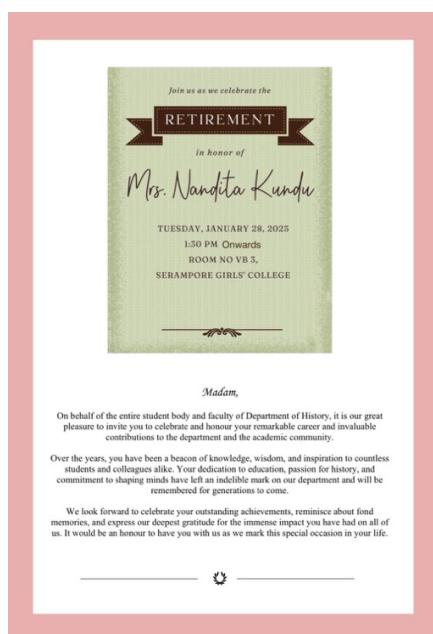 Join us as we celebrate the
RETIREMENT
in honor of
Mrs. Nandita Kundu
TUESDAY, JANUARY 28, 2025
1:30 PM Onwards
ROOM NO VB 3,
SERAMPORE GIRLS' COLLEGE
Madam,
On behalf of the entire student body and faculty of Department of History, it is our great
pleasure to invite you to celebrate and honour your remarkable career and invaluable
contributions to the department and the academic community.
Over the years, you have been a beacon of knowledge, wisdom, and inspiration to countless
students and colleagues alike. Your dedication to education, passion for history, and
commitment to shaping minds have left an indelible mark on our department and will be
remembered for generations to come.
We look forward to celebrate your outstanding achievements, reminisce about fond
memories, and express our deepest gratitude for the immense impact you have had on all of
us. It would be an honour to have you with us as we mark this special occasion in your life.